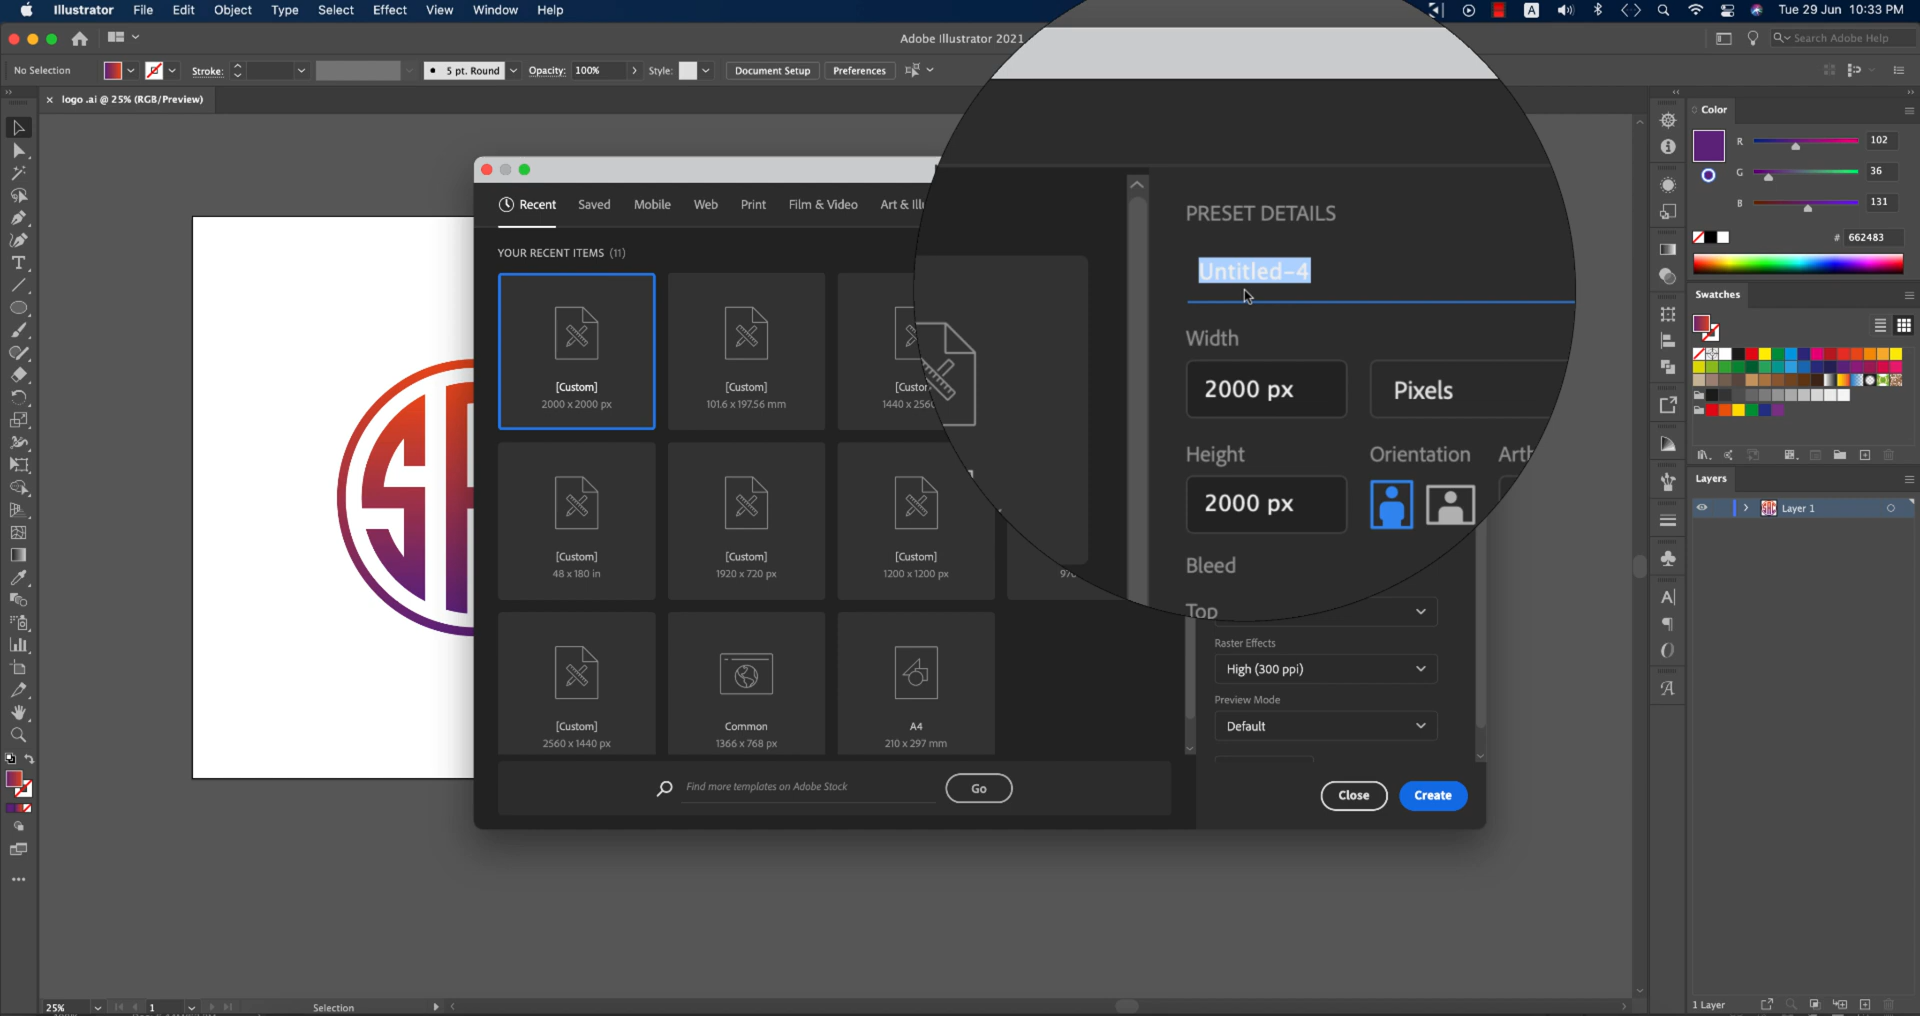 Illustrator File Edit Object Type Select Effect View Window Help
A
Tue 29 Jun 10:33 PM
Adobe Illustrator 2021
Search Adobe Help
No Selection
Stroke:
5 pt. Round
Opacity: 100%
Style:
Document Setup
Preferences
logo .ai @ 25% (RGB/Preview)
Recent Saved Mobile Web Print Film & Video
YOUR RECENT ITEMS (11)
[Custom]
2000 x 2000 px
[Custom]
101.6 x 197.56 mm
[Custom]
48 x 180 in
[Custom]
1920 x 720 px
[Custom]
1200 x 1200 px
[Custom]
2560 x 1440 px
Common
1366 x 768 px
A4
210 x 297 mm
Find more templates on Adobe Stock
Go
PRESET DETAILS
Untitled-4
Width
2000 px
Pixels
Height
Orientation
2000 px
Bleed
Top
Raster Effects
High (300 ppi)
Preview Mode
Default
Close
Create
Color
R 102
G 36
B 131
# 662483
Swatches
Layers
Layer 1
1 Layer
25%
1
Selection